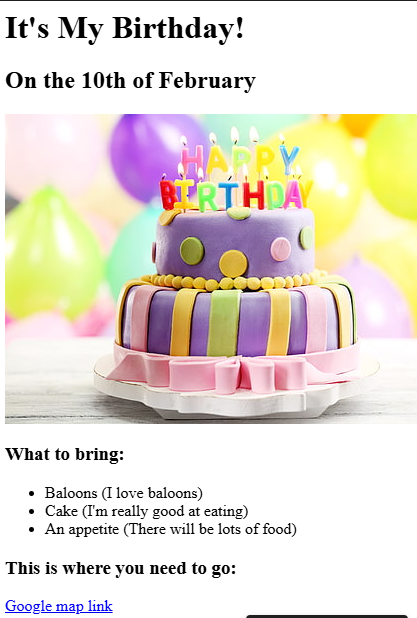 It's My Birthday!
On the 10th of February
HAPPY
BIRTHDAY
What to bring:
Baloons (I love baloons)
Cake (I'm really good at eating)
An appetite (There will be lots of food)
This is where you need to go:
Google map link